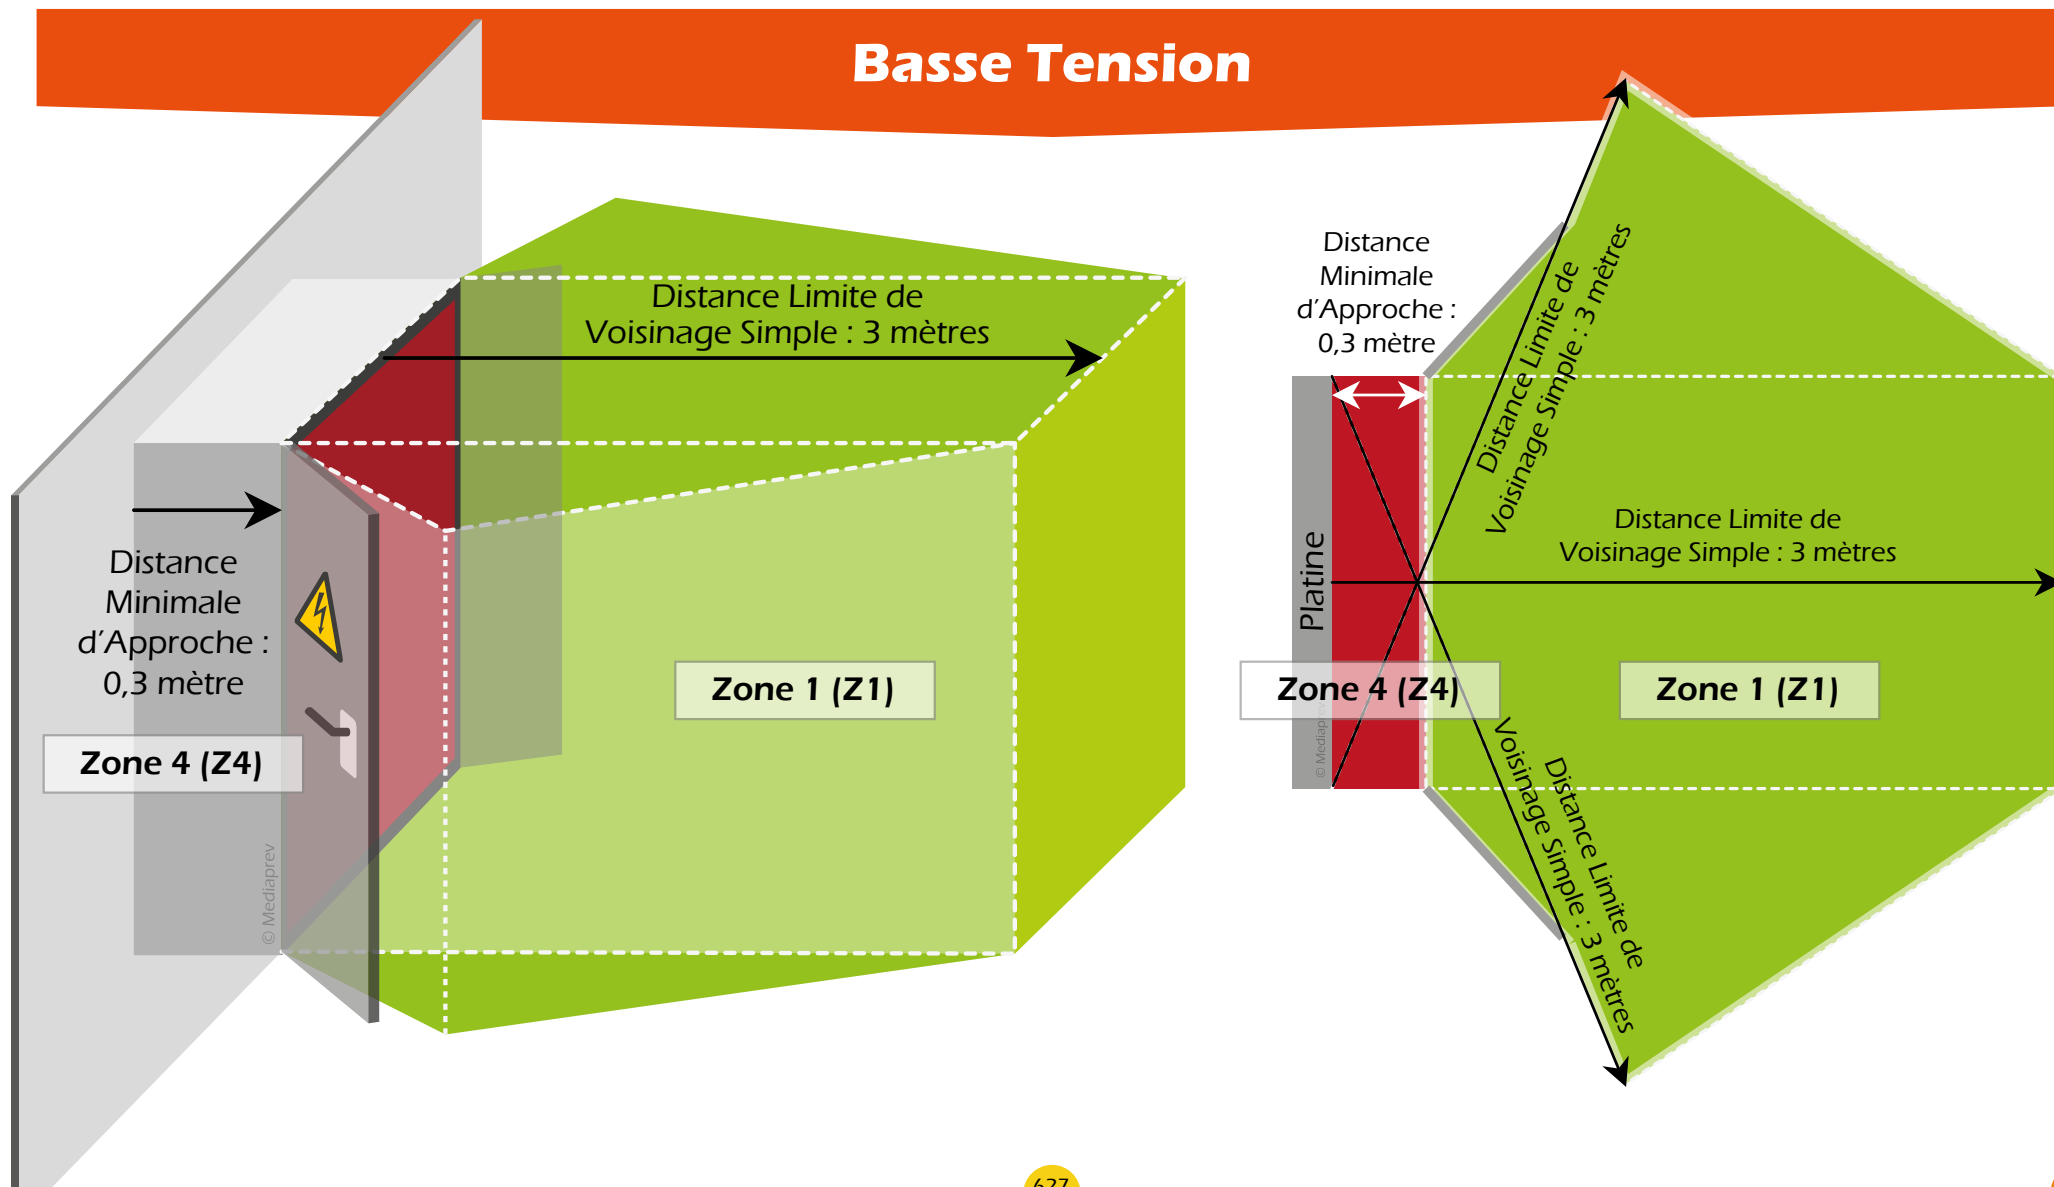 Basse Tension
Distance Limite de
Voisinage Simple : 3 mètres
Distance
Minimale
d'Approche :
0,3 mètre
Zone 4 (Z4)
Zone 1 (Z1)
© Mediaprev
Distance
Minimale
d'Approche :
0,3 mètre
Distance Limite de
Voisinage Simple : 3 mètres
Distance Limite de
Voisinage Simple : 3 mètres
Platine
Zone 4 (Z4)
Zone 1 (Z1)
© Mediaprev
Distance Limite de
Voisinage Simple : 3 mètres
627